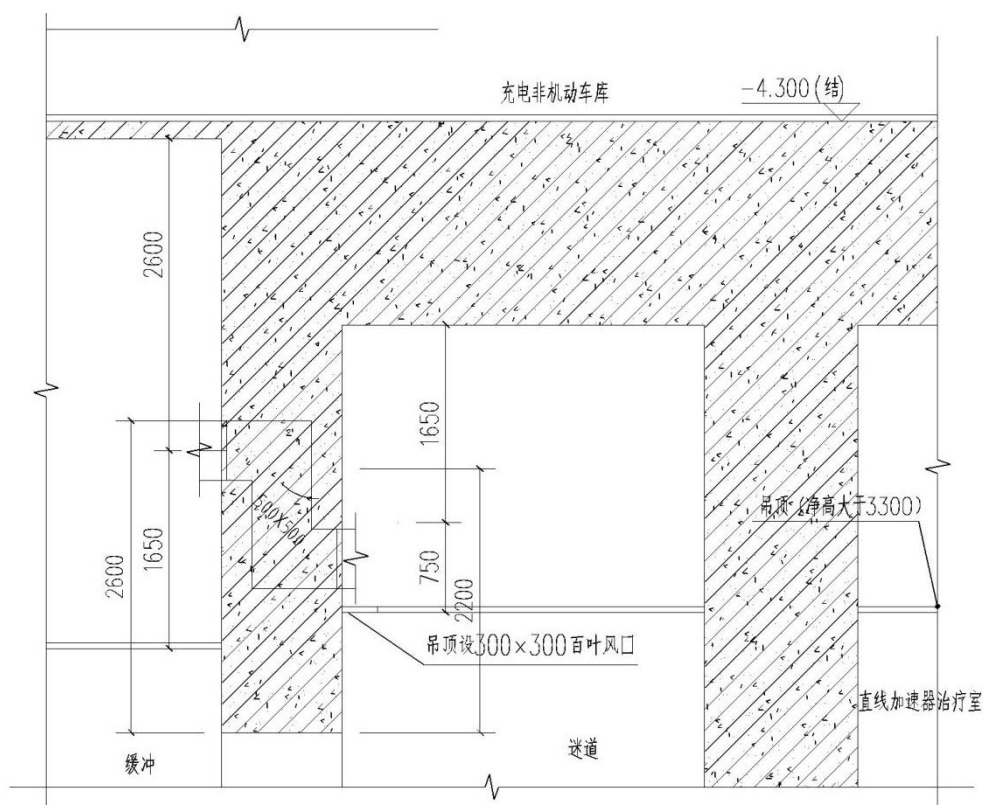 充电非机动车库
-4.300(结)
2600
1650
500X500
吊顶(净高大于3300)
2600
1650
750
2200
吊顶设300×300百叶风口
直线加速器治疗室
缓冲
迷道